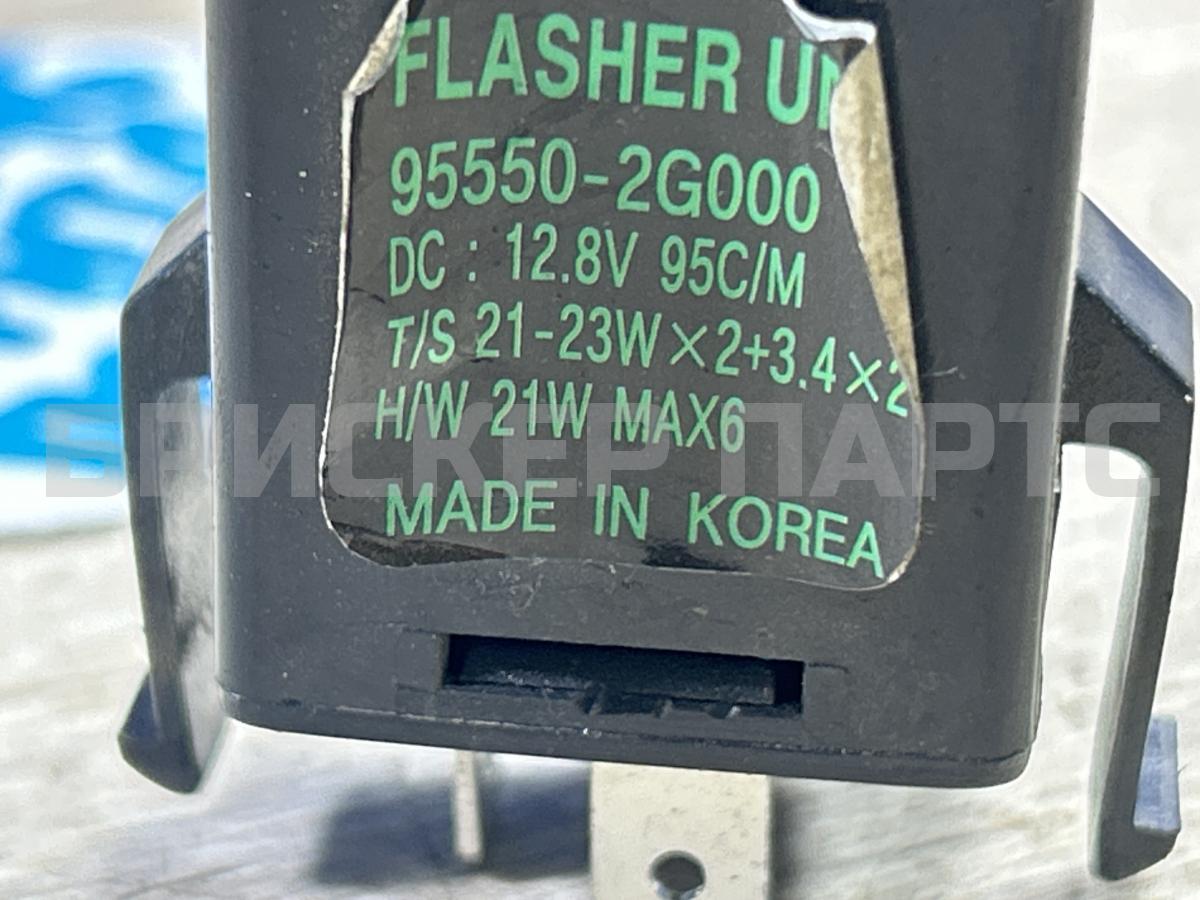 FLASHER UN
95550-2G000
DC : 12.8V 95C/M
T/S 21-23W×2+3.4×2
H/W 21W MAX6
БРИСКЕР ПАРТС
MADE IN KOREA